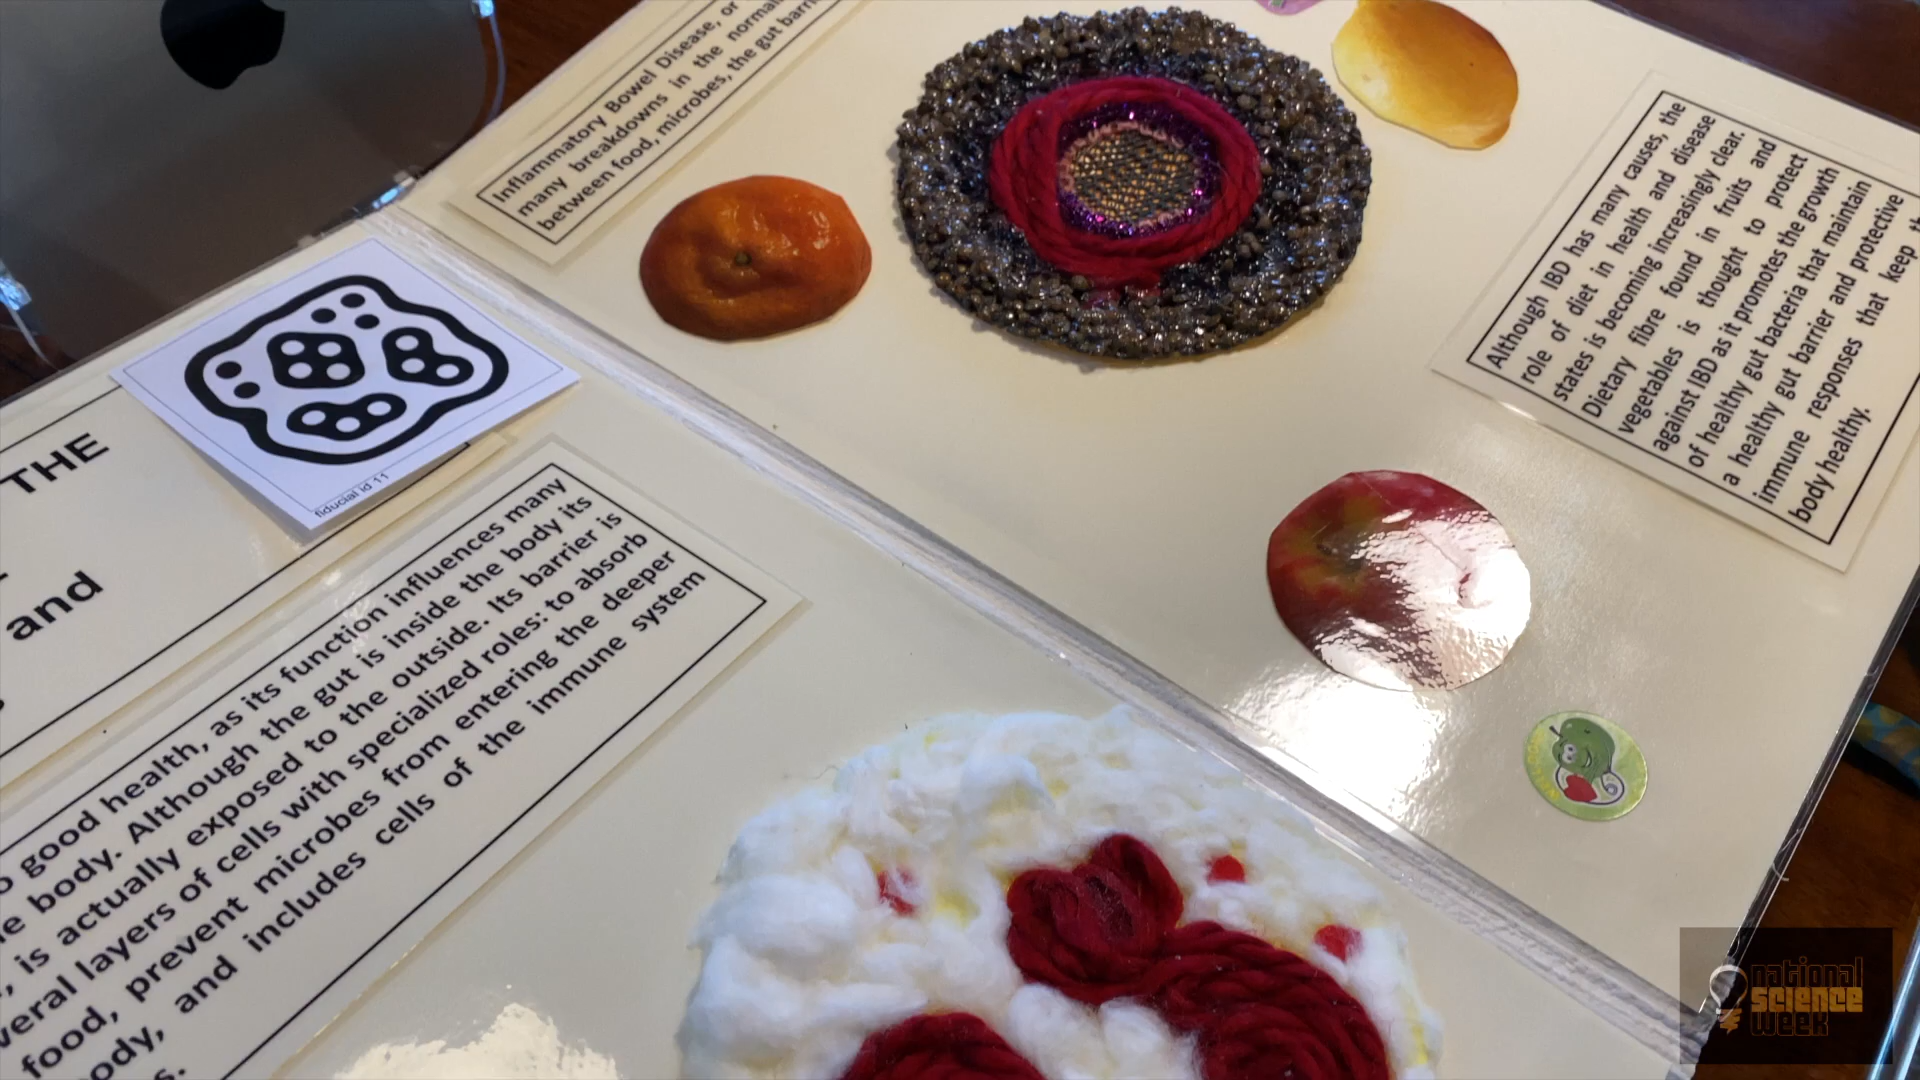 Inflammatory Bowel Disease, or
many breakdowns in the normal
between food, microbes, the gut
Although IBD has many causes, the
role of diet in health and disease
states is becoming increasingly clear.
Dietary fibre found in fruits and
vegetables is thought to protect
against IBD as it promotes the growth
of healthy gut bacteria that maintain
a healthy gut barrier and protective
immune responses that keep
body healthy.
THE
and
fiducial id 11
good health, as its function influences many
body. Although the gut is inside the body its
is actually exposed to the outside. Its barrier is
layers of cells with specialized roles: to absorb
food, prevent microbes from entering the deeper
and includes cells of the immune system
national
science
week